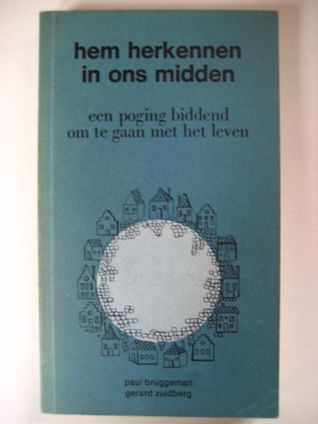 hem herkennen
in ons midden
een poging biddend
om te gaan met het leven
paul bruggeman
gerard zuidberg